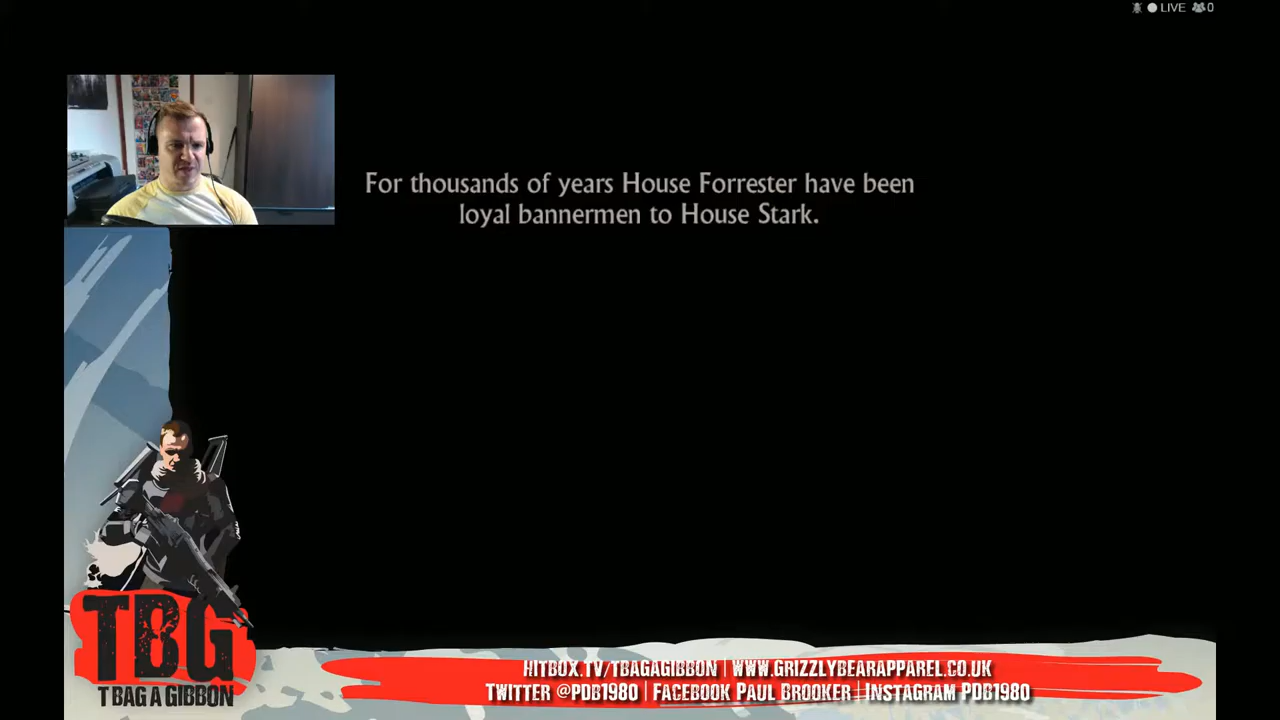 LIVE 0
For thousands of years House Forrester have been
loyal bannermen to House Stark.
TBG
T BAG A GIBBON
HITBOX.TV/TBAGAGIBBON | WWW.GRIZZLYBEARAPPAREL.CO.UK
TWITTER @PDB1980 | FACEBOOK PAUL BROOKER | INSTAGRAM PDB1980